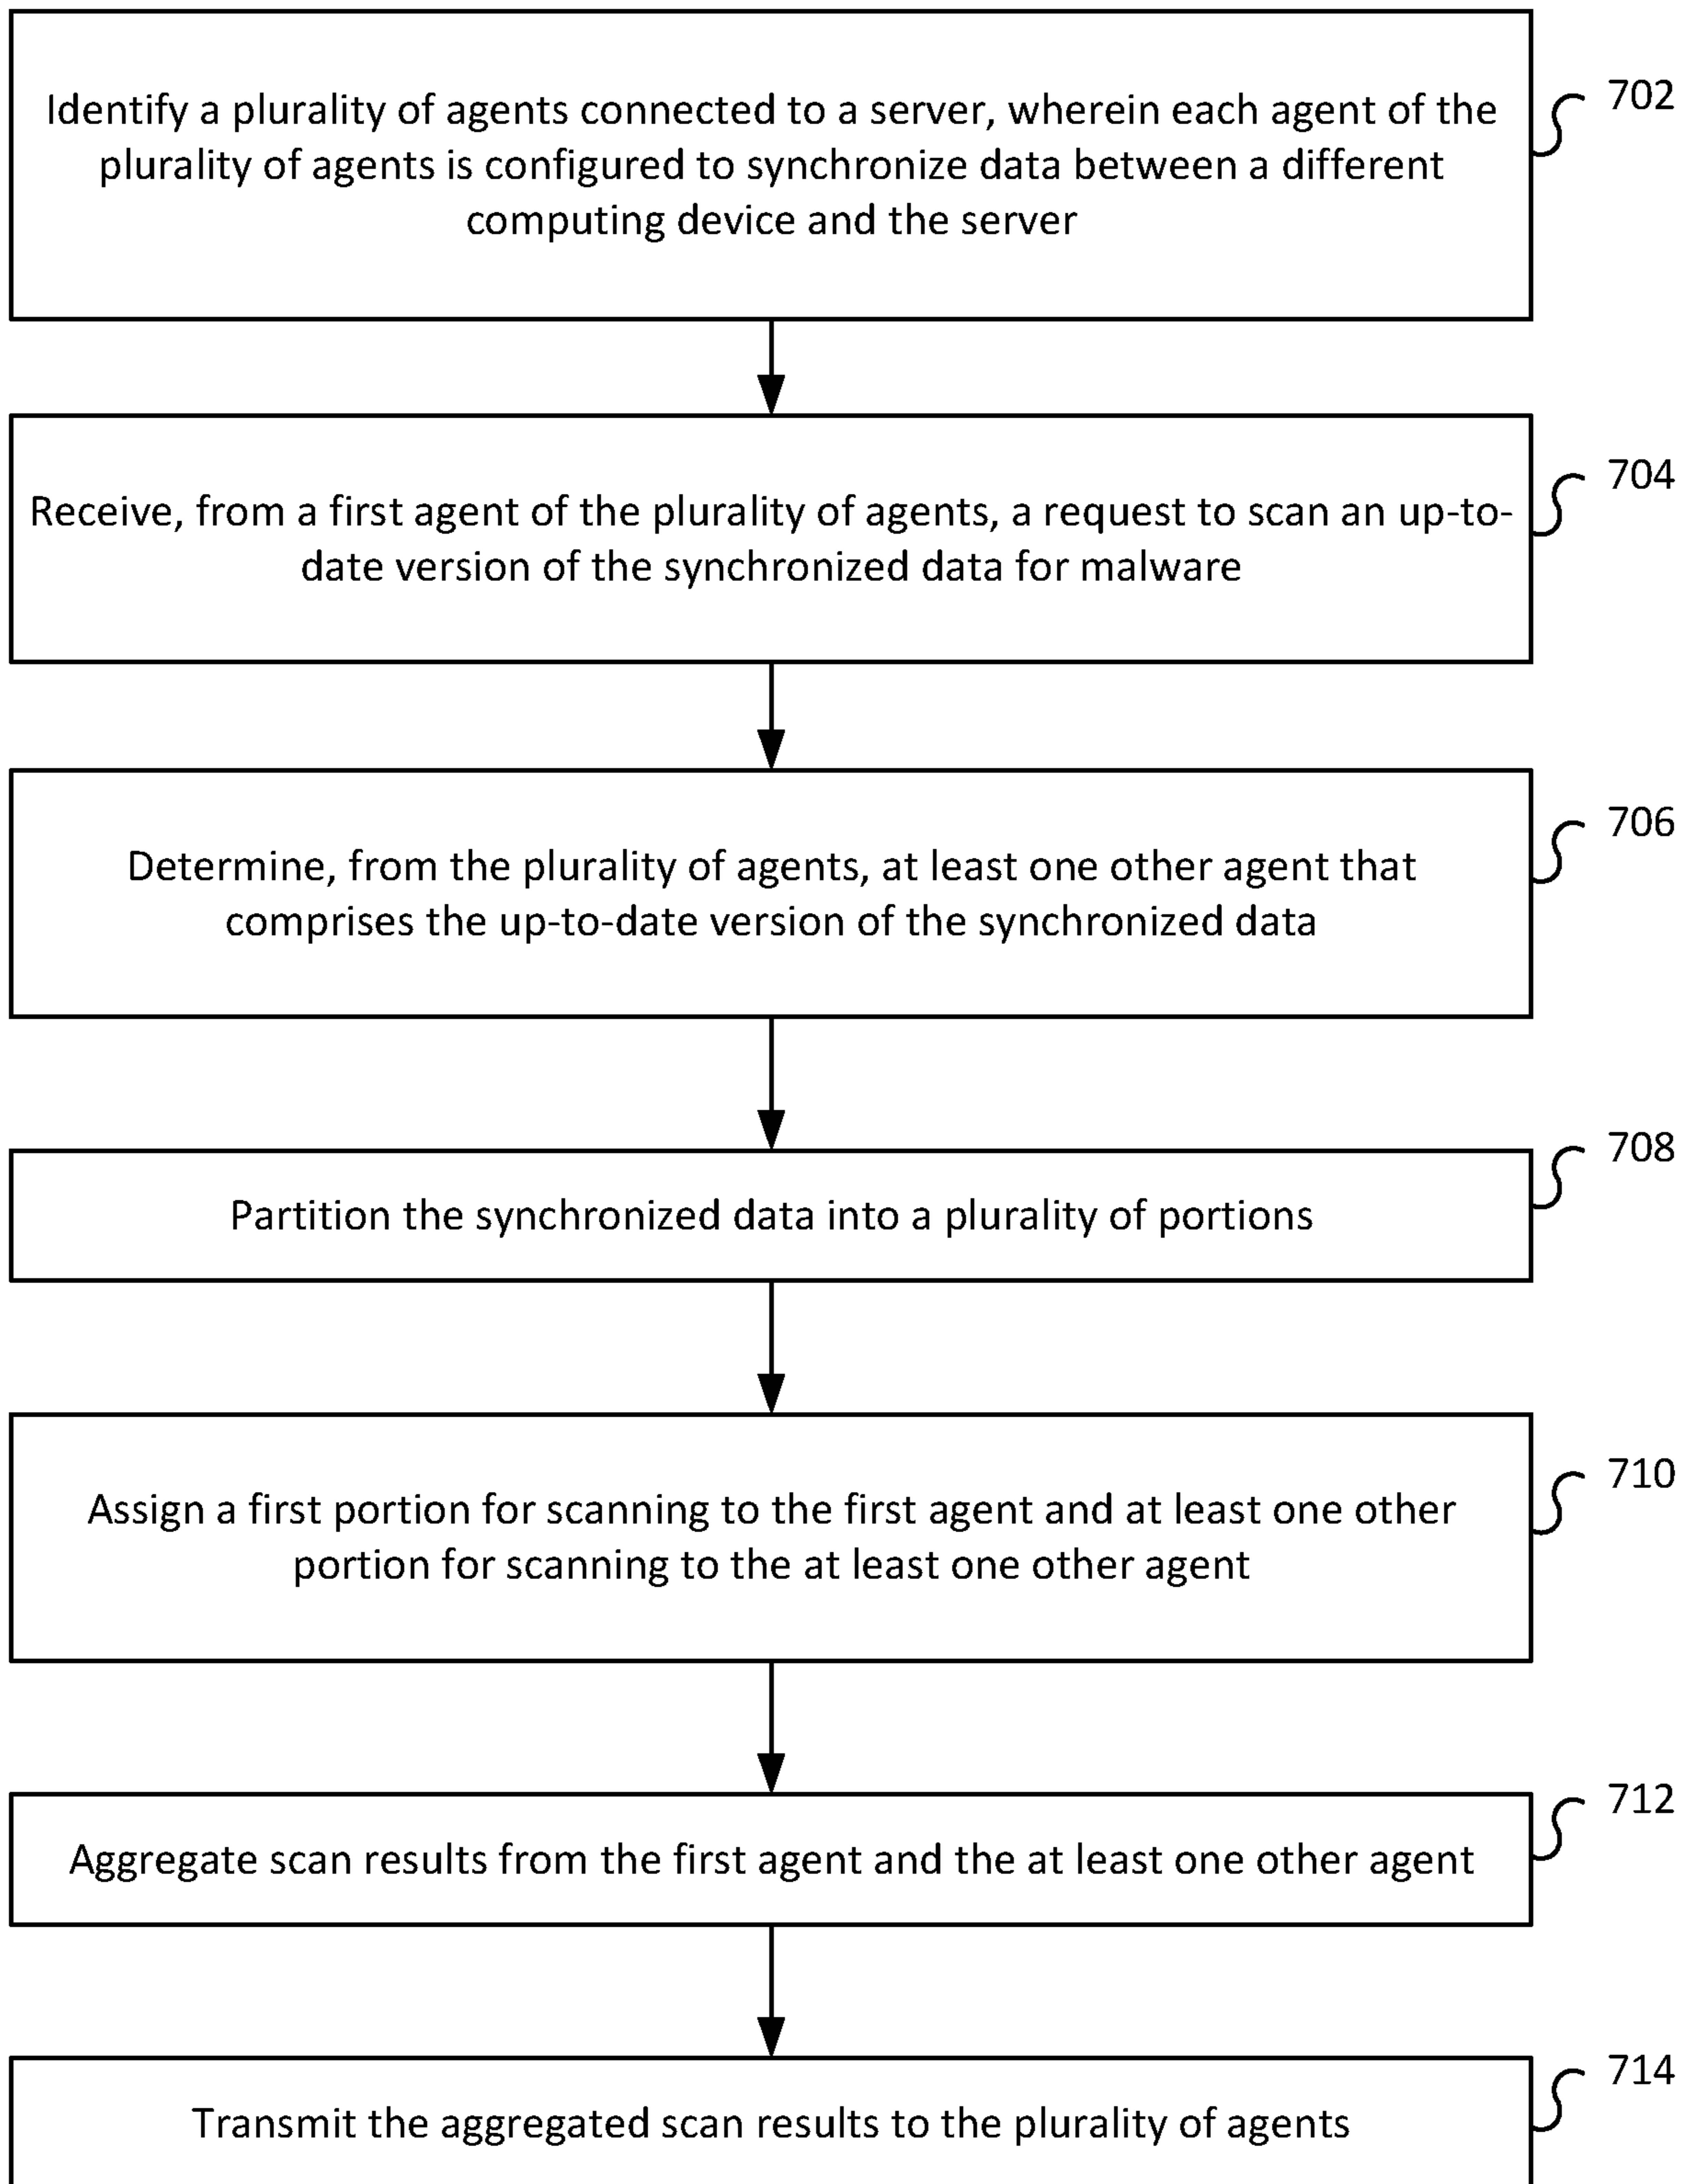 Identify a plurality of agents connected to a server, wherein each agent of the
plurality of agents is configured to synchronize data between a different
computing device and the server
702
Receive, from a first agent of the plurality of agents, a request to scan an up-to-
date version of the synchronized data for malware
704
Determine, from the plurality of agents, at least one other agent that
comprises the up-to-date version of the synchronized data
706
Partition the synchronized data into a plurality of portions
708
Assign a first portion for scanning to the first agent and at least one other
portion for scanning to the at least one other agent
710
Aggregate scan results from the first agent and the at least one other agent
712
Transmit the aggregated scan results to the plurality of agents
714